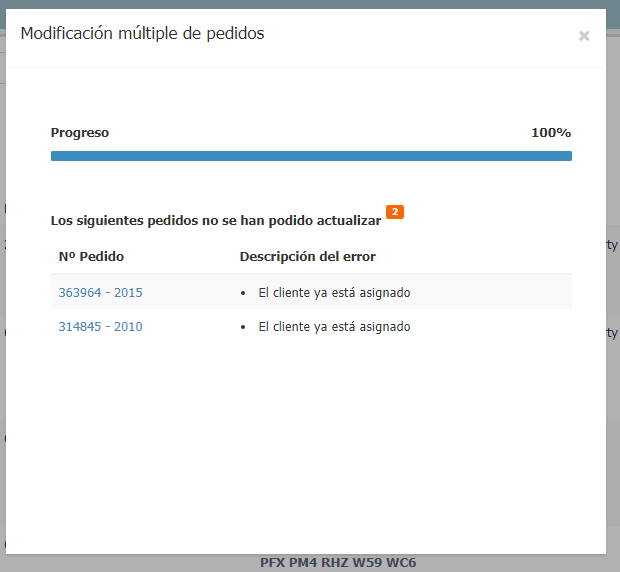 Modificación múltiple de pedidos
×
Progreso 100%
Los siguientes pedidos no se han podido actualizar 2
Nº Pedido Descripción del error
363964 - 2015 • El cliente ya está asignado
314845 - 2010 • El cliente ya está asignado
ty
ty
PFX PM4 RHZ W59 WC6